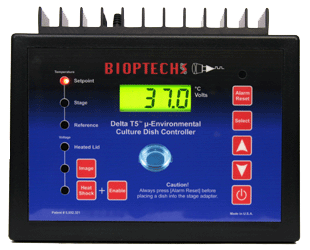 BIOPTECHS
Temperature
Setpoint
Stage
Reference
Voltage
Heated Lid
Image
Heat
Shock
+
Enable
37.0
°C
Volts
Delta T5™ µ-Environmental
Culture Dish Controller
Alarm
Reset
Select
Caution!
Always press [Alarm Reset] before
placing a dish into the stage adapter
Made in U.S.A.